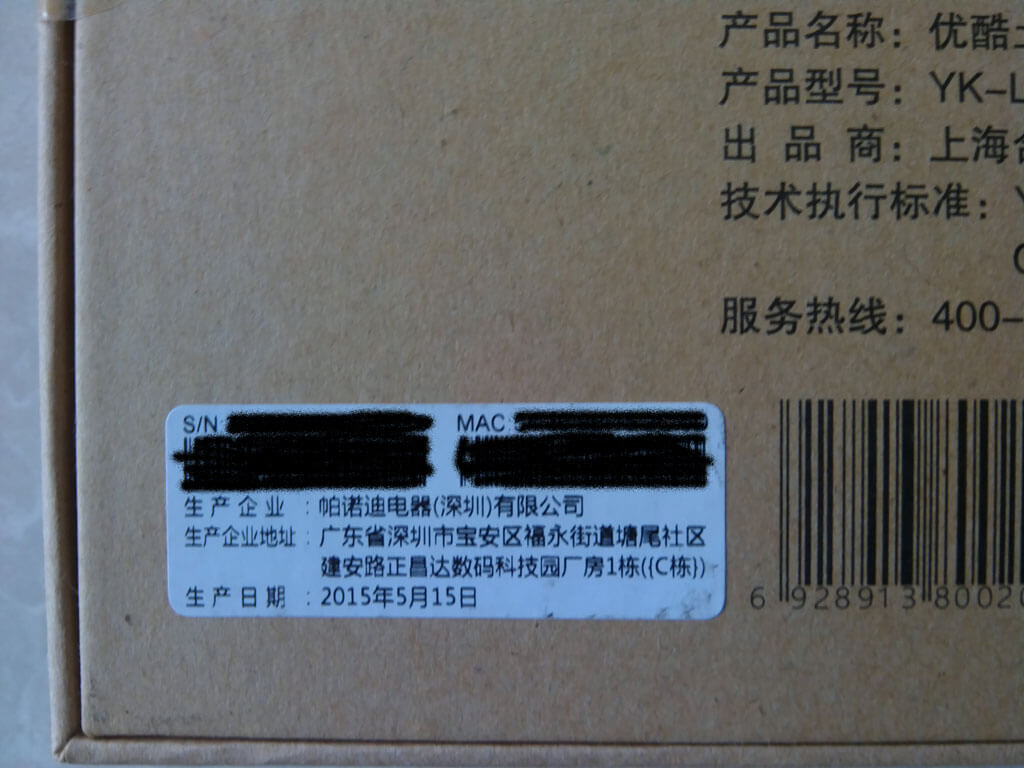 产品名称：优酷
产品型号：YK-L
出 品 商：上海
技术执行标准：
服务热线：400-
S/N: MAC:
生产企业 ：帕诺迪电器(深圳)有限公司
生产企业地址：广东省深圳市宝安区福永街道塘尾社区
建安路正昌达数码科技园厂房1栋((C栋))
生产日期 ：2015年5月15日
6 928913 80020